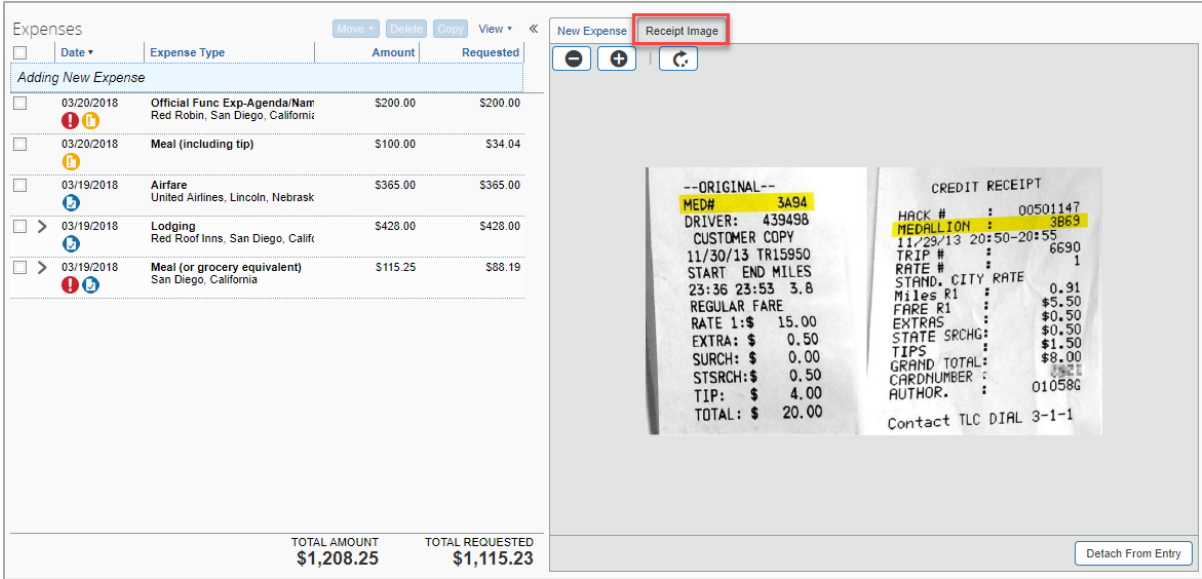 Expenses
Move ▾ Delete Copy View ▾ «
Date ▾ Expense Type Amount Requested
Adding New Expense
03/20/2018 Official Func Exp-Agenda/Nam $200.00 $200.00
Red Robin, San Diego, California
03/20/2018 Meal (including tip) $100.00 $34.04
03/19/2018 Airfare $365.00 $365.00
United Airlines, Lincoln, Nebrask
03/19/2018 Lodging $428.00 $428.00
Red Roof Inns, San Diego, Califo
03/19/2018 Meal (or grocery equivalent) $115.25 $88.19
San Diego, California
TOTAL AMOUNT TOTAL REQUESTED
$1,208.25 $1,115.23
New Expense Receipt Image
--ORIGINAL--
MED# 3A94
DRIVER: 439498
CUSTOMER COPY
11/30/13 TR15950
START END MILES
23:36 23:53 3.8
REGULAR FARE
RATE 1:$ 15.00
EXTRA: $ 0.50
SURCH: $ 0.00
STSRCH:$ 0.50
TIP: $ 4.00
TOTAL: $ 20.00
CREDIT RECEIPT
HACK # : 00501147
MEDALLION : 3B69
11/29/13 20:50-20:55
TRIP # : 6690
RATE # : 1
STAND. CITY RATE
Miles R1 : 0.91
FARE R1 : $5.50
EXTRAS : $0.50
STATE SRCHG: $0.50
TIPS : $1.50
GRAND TOTAL: $8.00
CARDNUMBER :
AUTHOR. : 01058G
Contact TLC DIAL 3-1-1
Detach From Entry